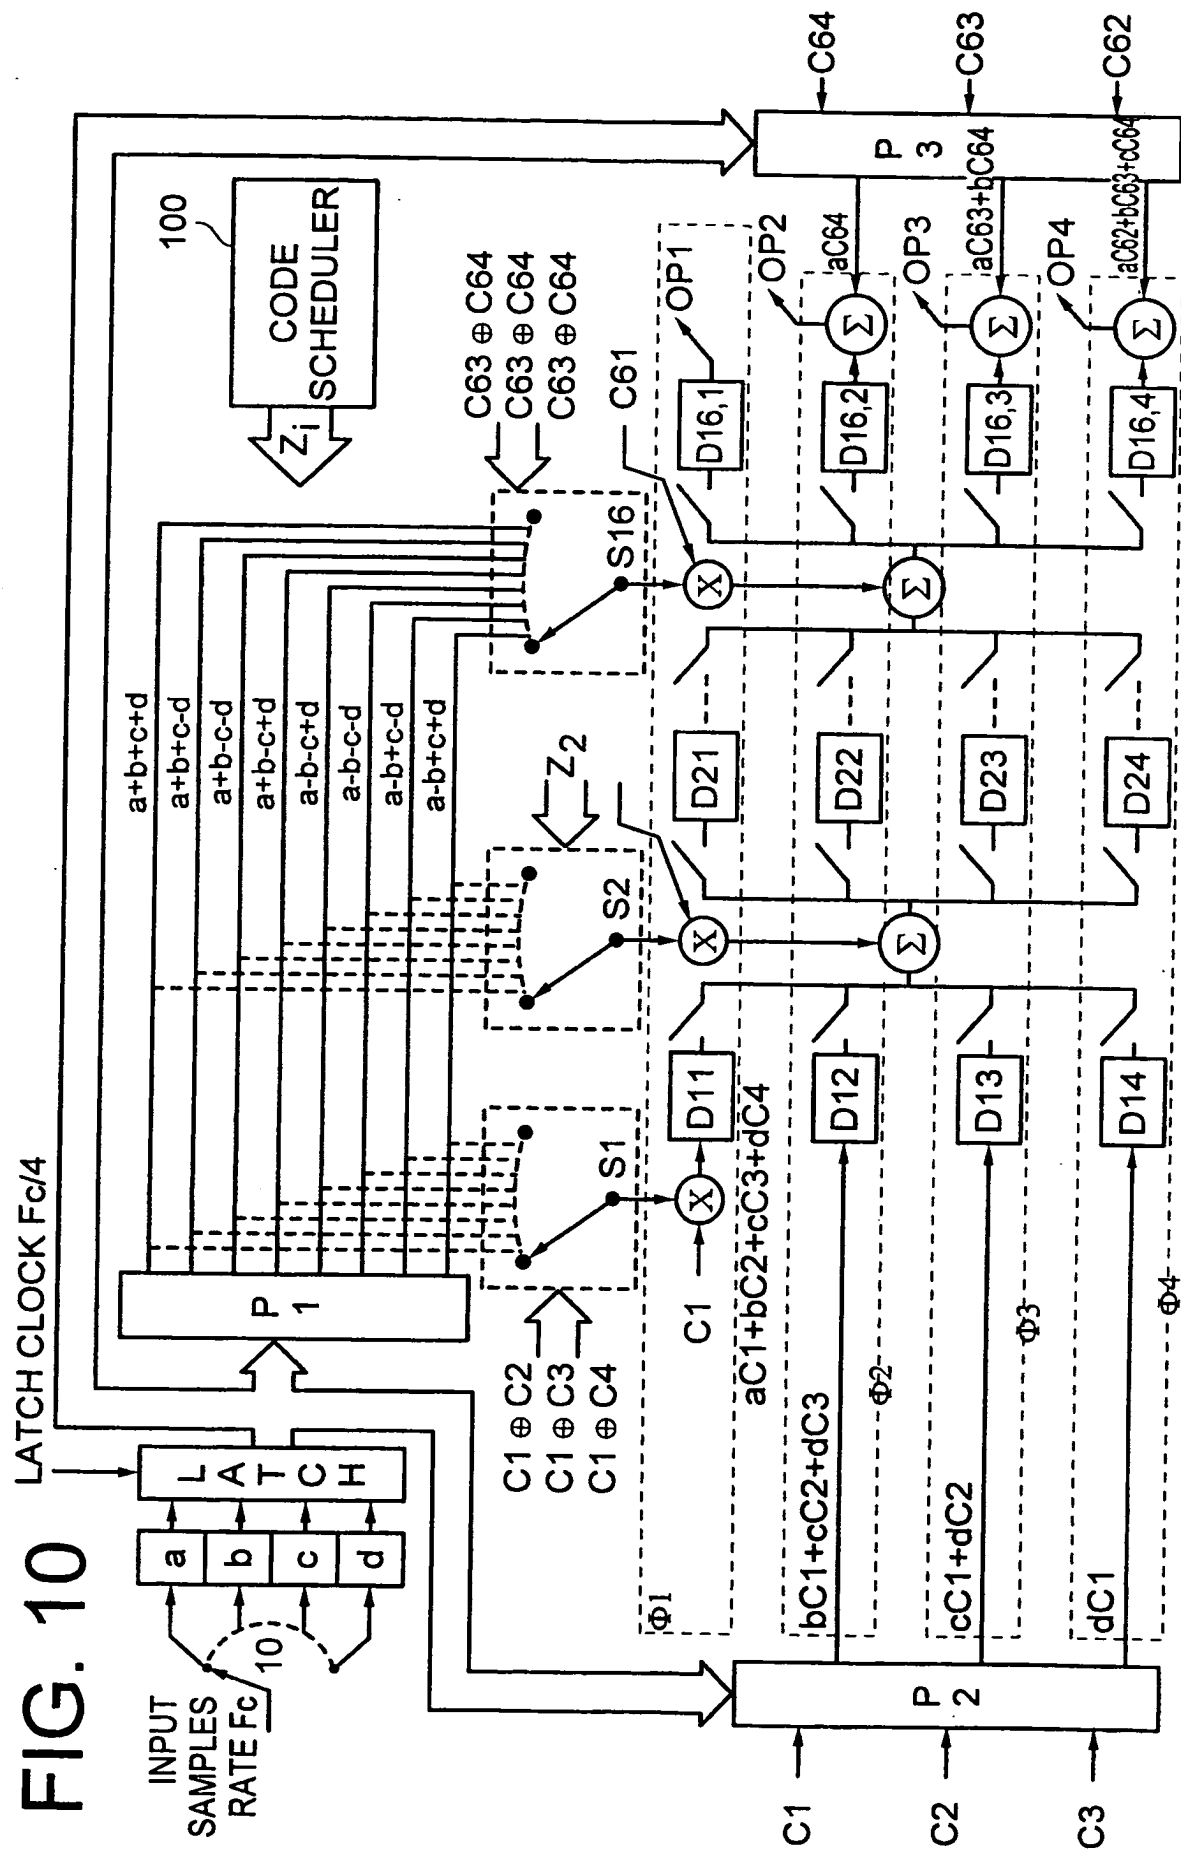 FIG. 10
LATCH CLOCK Fc/4
INPUT
SAMPLES
RATE Fc
10
a
b
c
d
L
A
T
C
H
P
1
a+b+c+d
a+b+c-d
a+b-c-d
a+b-c+d
a-b-c+d
a-b-c-d
a-b+c-d
a-b+c+d
100
CODE
SCHEDULER
Zi
C1 ⊕ C2
C1 ⊕ C3
C1 ⊕ C4
S1
Z2
S2
C63 ⊕ C64
C63 ⊕ C64
C63 ⊕ C64
S16
C61
Φ1
C1
X
D11
X
D21
X
D16,1
OP1
aC1+bC2+cC3+dC4
C1
C2
C3
P
2
bC1+cC2+dC3
Φ2
D12
Σ
D22
Σ
D16,2
Σ
OP2
aC64
cC1+dC2
Φ3
D13
D23
D16,3
Σ
OP3
aC63+bC64
dC1
Φ4
D14
D24
D16,4
Σ
OP4
aC62+bC63+cC64
P
3
C64
C63
C62